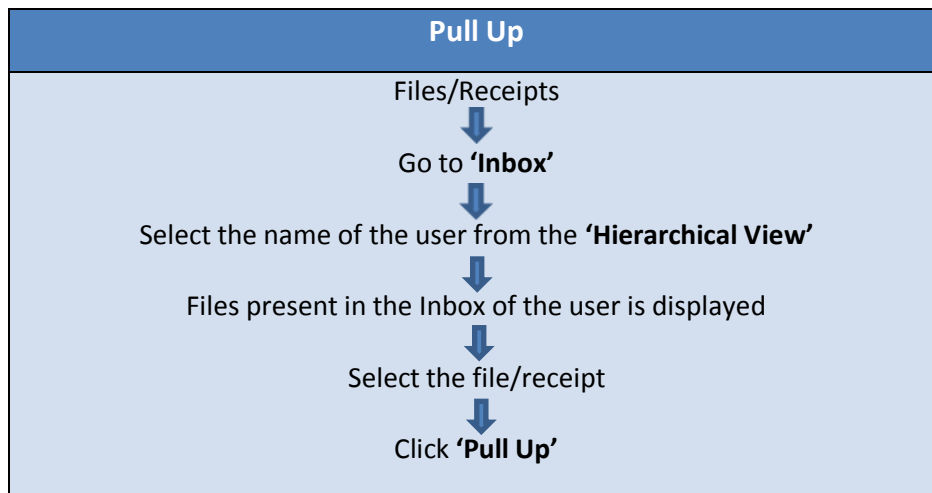 Pull Up
Files/Receipts
Go to ‘Inbox’
Select the name of the user from the ‘Hierarchical View’
Files present in the Inbox of the user is displayed
Select the file/receipt
Click ‘Pull Up’